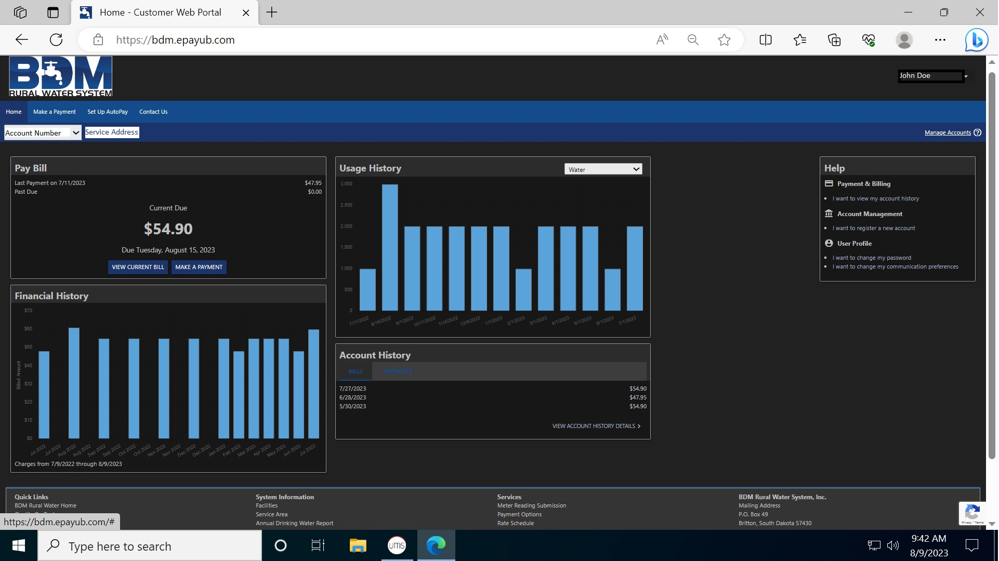 Home - Customer Web Portal
https://bdm.epayub.com
BDM
RURAL WATER SYSTEM
John Doe
Home
Make a Payment
Set Up AutoPay
Contact Us
Account Number
Service Address
Manage Accounts
Pay Bill
Last Payment on 7/11/2023 $47.95
Past Due $0.00
Current Due
$54.90
Due Tuesday, August 15, 2023
VIEW CURRENT BILL
MAKE A PAYMENT
Financial History
$70
$60
$50
$40
$30
$20
$10
$0
Billed Amount
Jul 2022
Jul 2022
Aug 2022
Aug 2022
Sep 2022
Sep 2022
Oct 2022
Oct 2022
Nov 2022
Nov 2022
Dec 2022
Dec 2022
Jan 2023
Feb 2023
Mar 2023
Apr 2023
May 2023
Jun 2023
Jul 2023
Charges from 7/9/2022 through 8/9/2023
Usage History
Water
3,000
2,500
2,000
1,500
1,000
500
0
7/11/2022
8/16/2022
9/1/2022
10/11/2022
11/4/2022
12/6/2022
1/1/2023
2/1/2023
3/1/2023
4/1/2023
5/1/2023
6/1/2023
7/1/2023
Account History
BILLS
PAYMENTS
7/27/2023 $54.90
6/28/2023 $47.95
5/30/2023 $54.90
VIEW ACCOUNT HISTORY DETAILS
Help
Payment & Billing
I want to view my account history
Account Management
I want to register a new account
User Profile
I want to change my password
I want to change my communication preferences
Quick Links
BDM Rural Water Home
System Information
Facilities
Service Area
Annual Drinking Water Report
Services
Meter Reading Submission
Payment Options
Rate Schedule
BDM Rural Water System, Inc.
Mailing Address
P.O. Box 49
Britton, South Dakota 57430
Privacy - Terms
https://bdm.epayub.com/#
Type here to search
UMS
9:42 AM
8/9/2023